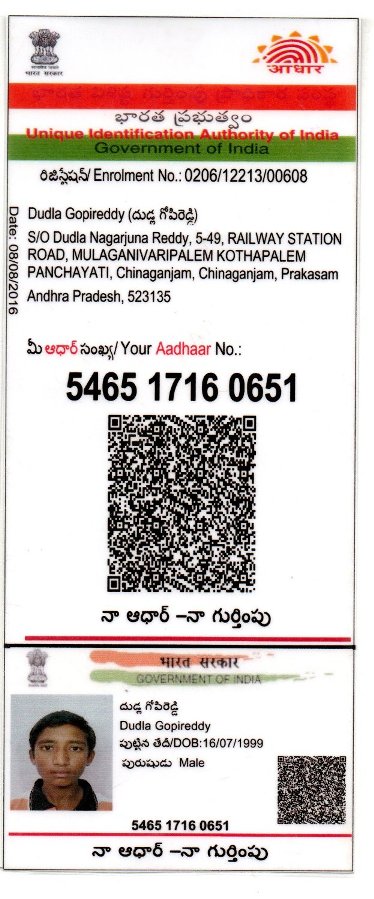 भारत सरकार
आधार
భారత ప్రభుత్వం
Unique Identification Authority of India
Government of India
రిజిస్ట్రేషన్/ Enrolment No.: 0206/12213/00608
Date: 08/08/2016
Dudla Gopireddy (దుడ్ల గోపిరెడ్డి)
S/O Dudla Nagarjuna Reddy, 5-49, RAILWAY STATION
ROAD, MULAGANIVARIPALEM KOTHAPALEM
PANCHAYATI, Chinaganjam, Chinaganjam, Prakasam
Andhra Pradesh, 523135
మీ ఆధార్ సంఖ్య/ Your Aadhaar No.:
5465 1716 0651
నా ఆధార్ –నా గుర్తింపు
भारत सरकार
GOVERNMENT OF INDIA
దుడ్ల గోపిరెడ్డి
Dudla Gopireddy
పుట్టిన తేదీ/DOB:16/07/1999
పురుషుడు Male
5465 1716 0651
నా ఆధార్ –నా గుర్తింపు